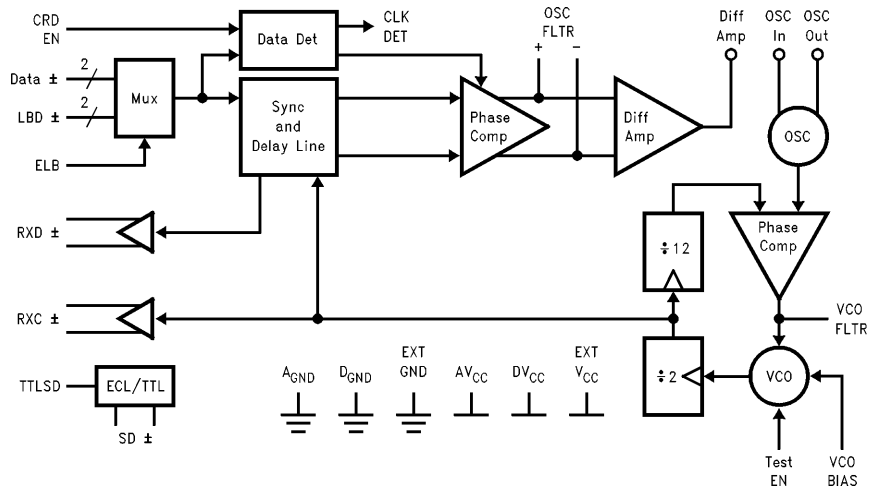 CRD
EN
Data Det
CLK
DET
OSC
FLTR
+
−
Diff
Amp
OSC
In
OSC
Out
Data ±
2
LBD ±
2
Mux
ELB
Sync
and
Delay Line
Phase
Comp
Diff
Amp
OSC
RXD ±
÷12
Phase
Comp
RXC ±
VCO
FLTR
TTLSD
ECL/TTL
SD ±
AGND
DGND
EXT
GND
AVCC
DVCC
EXT
VCC
÷2
VCO
Test
EN
VCO
BIAS